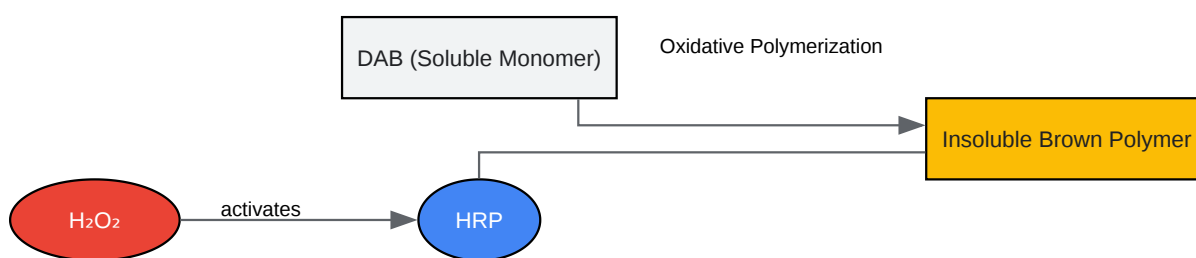 DAB (Soluble Monomer)
Oxidative Polymerization
Insoluble Brown Polymer
H₂O₂
activates
HRP